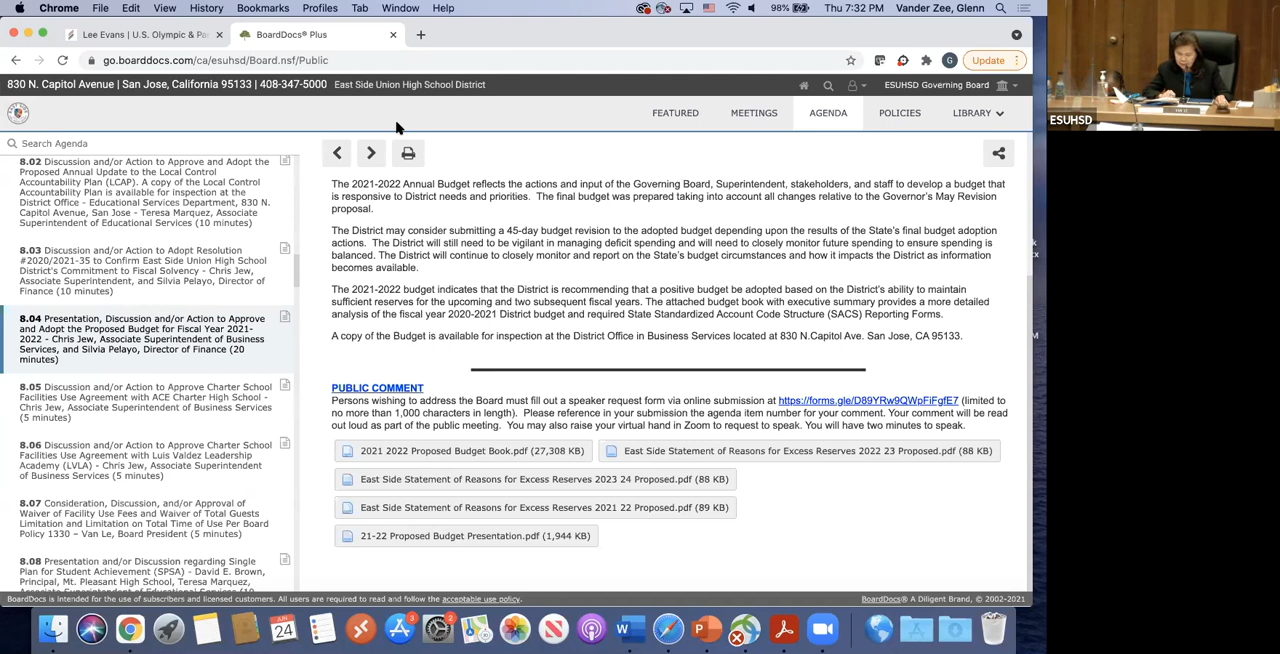 Chrome File Edit View History Bookmarks Profiles Tab Window Help 98% Thu 7:32 PM Vander Zee, Glenn
Lee Evans | U.S. Olympic & Pa × BoardDocs® Plus × +
go.boarddocs.com/ca/esuhsd/Board.nsf/Public G Update
830 N. Capitol Avenue | San Jose, California 95133 | 408-347-5000 East Side Union High School District ESUHSD Governing Board
FEATURED MEETINGS AGENDA POLICIES LIBRARY
Search Agenda
8.02 Discussion and/or Action to Approve and Adopt the
Proposed Annual Update to the Local Control
Accountability Plan (LCAP). A copy of the Local Control
Accountability Plan is available for inspection at the
District Office - Educational Services Department, 830 N.
Capitol Avenue, San Jose - Teresa Marquez, Associate
Superintendent of Educational Services (10 minutes)
8.03 Discussion and/or Action to Adopt Resolution
#2020/2021-35 to Confirm East Side Union High School
District's Commitment to Fiscal Solvency - Chris Jew,
Associate Superintendent, and Silvia Pelayo, Director of
Finance (10 minutes)
8.04 Presentation, Discussion and/or Action to Approve
and Adopt the Proposed Budget for Fiscal Year 2021-
2022 - Chris Jew, Associate Superintendent of Business
Services, and Silvia Pelayo, Director of Finance (20
minutes)
8.05 Discussion and/or Action to Approve Charter School
Facilities Use Agreement with ACE Charter High School -
Chris Jew, Associate Superintendent of Business Services
(5 minutes)
8.06 Discussion and/or Action to Approve Charter School
Facilities Use Agreement with Luis Valdez Leadership
Academy (LVLA) - Chris Jew, Associate Superintendent
of Business Services (5 minutes)
8.07 Consideration, Discussion, and/or Approval of
Waiver of Facility Use Fees and Waiver of Total Guests
Limitation and Limitation on Total Time of Use Per Board
Policy 1330 – Van Le, Board President (5 minutes)
8.08 Presentation and/or Discussion regarding Single
Plan for Student Achievement (SPSA) - David E. Brown,
Principal, Mt. Pleasant High School, Teresa Marquez,
Associate Superintendent of Educational Services (10
The 2021-2022 Annual Budget reflects the actions and input of the Governing Board, Superintendent, stakeholders, and staff to develop a budget that
is responsive to District needs and priorities. The final budget was prepared taking into account all changes relative to the Governor's May Revision
proposal.
The District may consider submitting a 45-day budget revision to the adopted budget depending upon the results of the State's final budget adoption
actions. The District will still need to be vigilant in managing deficit spending and will need to closely monitor future spending to ensure spending is
balanced. The District will continue to closely monitor and report on the State's budget circumstances and how it impacts the District as information
becomes available.
The 2021-2022 budget indicates that the District is recommending that a positive budget be adopted based on the District's ability to maintain
sufficient reserves for the upcoming and two subsequent fiscal years. The attached budget book with executive summary provides a more detailed
analysis of the fiscal year 2020-2021 District budget and required State Standardized Account Code Structure (SACS) Reporting Forms.
A copy of the Budget is available for inspection at the District Office in Business Services located at 830 N.Capitol Ave. San Jose, CA 95133.
PUBLIC COMMENT
Persons wishing to address the Board must fill out a speaker request form via online submission at https://forms.gle/D89YRw9QWpFiFgfE7 (limited to
no more than 1,000 characters in length). Please reference in your submission the agenda item number for your comment. Your comment will be read
out loud as part of the public meeting. You may also raise your virtual hand in Zoom to request to speak. You will have two minutes to speak.
2021 2022 Proposed Budget Book.pdf (27,308 KB) East Side Statement of Reasons for Excess Reserves 2022 23 Proposed.pdf (88 KB)
East Side Statement of Reasons for Excess Reserves 2023 24 Proposed.pdf (88 KB)
East Side Statement of Reasons for Excess Reserves 2021 22 Proposed.pdf (89 KB)
21-22 Proposed Budget Presentation.pdf (1,944 KB)
BoardDocs is intended for the use of subscribers and licensed customers. All users are required to read and follow the acceptable use policy. BoardDocs® A Diligent Brand, © 2002-2021
JUN
24
3
2
ESUHSD